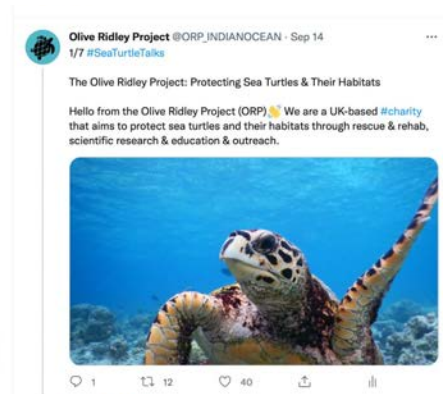 Olive Ridley Project @ORP_INDIANOCEAN · Sep 14
1/7 #SeaTurtleTalks
The Olive Ridley Project: Protecting Sea Turtles & Their Habitats
Hello from the Olive Ridley Project (ORP)👋 We are a UK-based #charity
that aims to protect sea turtles and their habitats through rescue & rehab,
scientific research & education & outreach.
1 12 40